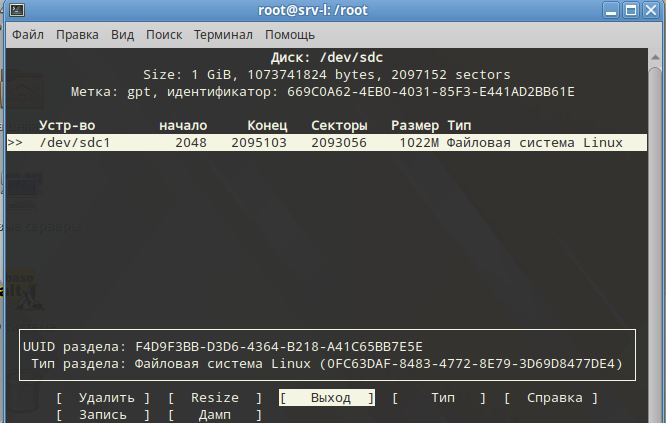 root@srv-l: /root
Файл Правка Вид Поиск Терминал Помощь
Диск: /dev/sdc
Size: 1 GiB, 1073741824 bytes, 2097152 sectors
Метка: gpt, идентификатор: 669C0A62-4EB0-4031-85F3-E441AD2BB61E
Устр-во начало Конец Секторы Размер Тип
>> /dev/sdc1 2048 2095103 2093056 1022M Файловая система Linux
UUID раздела: F4D9F3BB-D3D6-4364-B218-A41C65BB7E5E
Тип раздела: Файловая система Linux (0FC63DAF-8483-4772-8E79-3D69D8477DE4)
[ Удалить ] [ Resize ] [ Выход ] [ Тип ] [ Справка ]
[ Запись ] [ Дамп ]